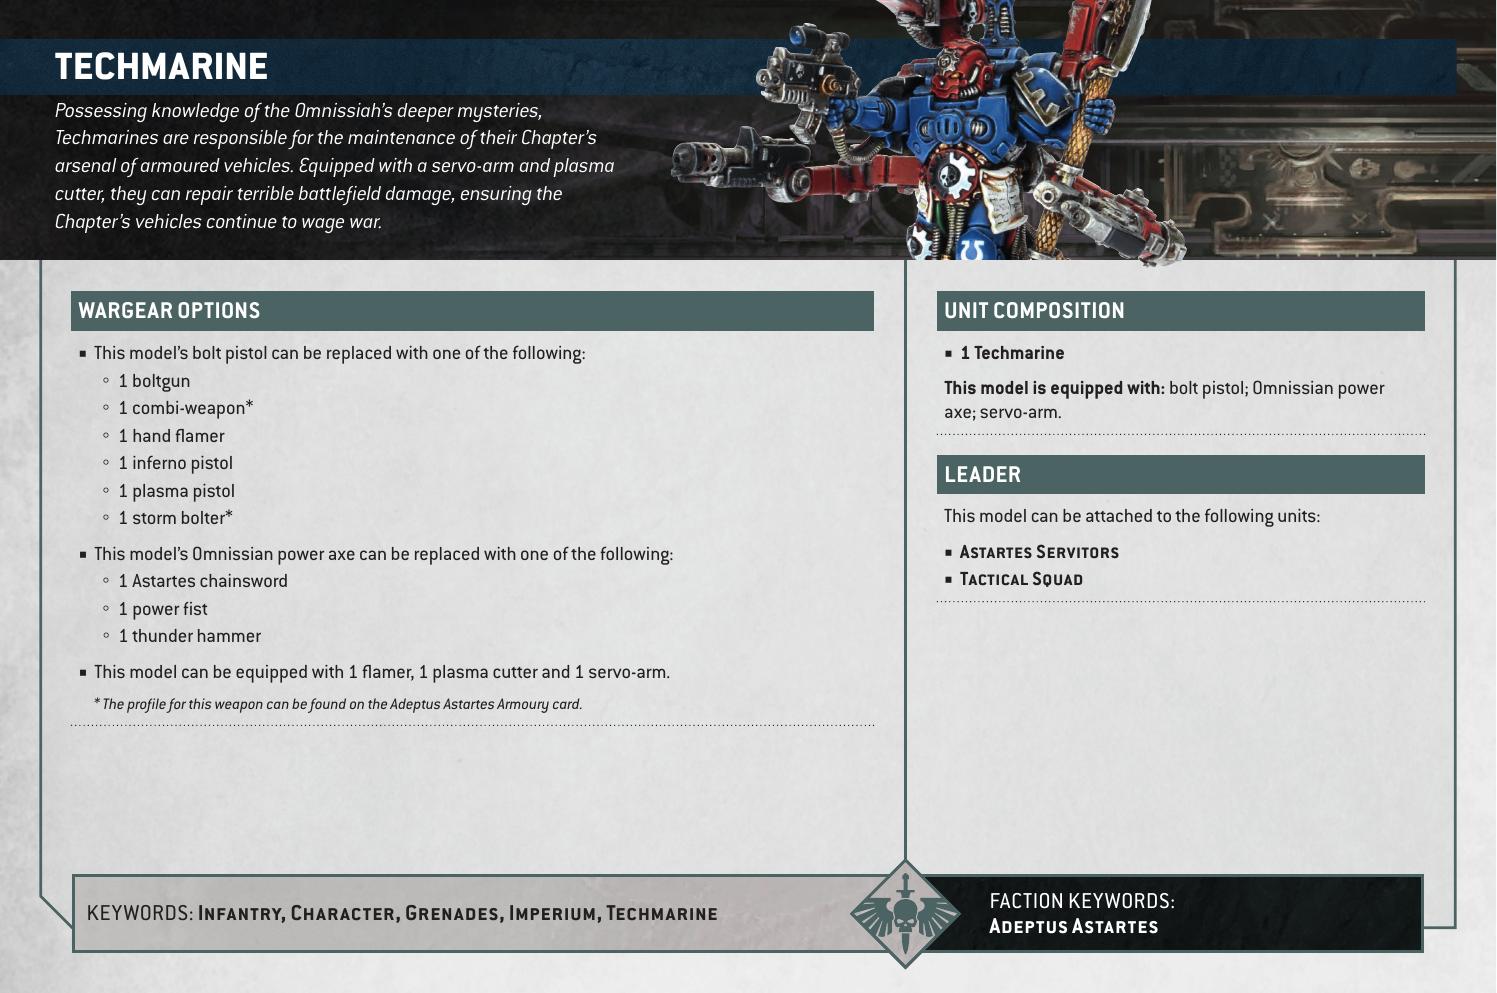 TECHMARINE
Possessing knowledge of the Omnissiah's deeper mysteries,
Techmarines are responsible for the maintenance of their Chapter's
arsenal of armoured vehicles. Equipped with a servo-arm and plasma
cutter, they can repair terrible battlefield damage, ensuring the
Chapter's vehicles continue to wage war.
WARGEAR OPTIONS
■ This model's bolt pistol can be replaced with one of the following:
◦ 1 boltgun
◦ 1 combi-weapon*
◦ 1 hand flamer
◦ 1 inferno pistol
◦ 1 plasma pistol
◦ 1 storm bolter*
■ This model's Omnissian power axe can be replaced with one of the following:
◦ 1 Astartes chainsword
◦ 1 power fist
◦ 1 thunder hammer
■ This model can be equipped with 1 flamer, 1 plasma cutter and 1 servo-arm.
* The profile for this weapon can be found on the Adeptus Astartes Armoury card.
UNIT COMPOSITION
■ 1 Techmarine
This model is equipped with: bolt pistol; Omnissian power
axe; servo-arm.
LEADER
This model can be attached to the following units:
■ Astartes Servitors
■ Tactical Squad
KEYWORDS: Infantry, Character, Grenades, Imperium, Techmarine
FACTION KEYWORDS:
Adeptus Astartes